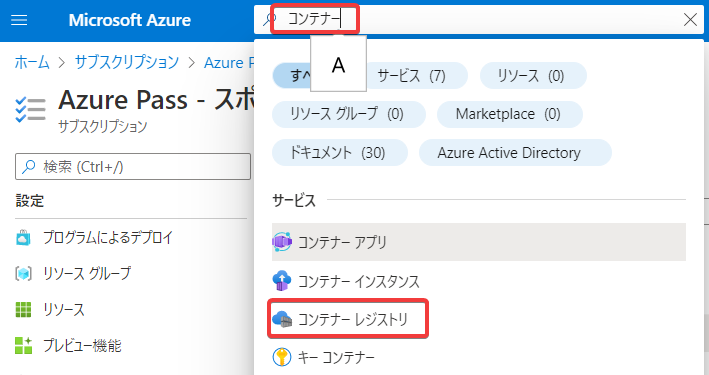 Microsoft Azure
コンテナー
A
ホーム > サブスクリプション > Azure P
Azure Pass - スポ
サブスクリプション
検索 (Ctrl+/)
設定
プログラムによるデプロイ
リソース グループ
リソース
プレビュー機能
すべ
サービス (7)
リソース (0)
リソース グループ (0)
Marketplace (0)
ドキュメント (30)
Azure Active Directory
サービス
コンテナー アプリ
コンテナー インスタンス
コンテナー レジストリ
キー コンテナー